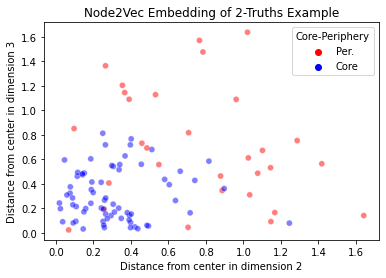 Node2Vec Embedding of 2-Truths Example
Core-Periphery
Per.
Core
Distance from center in dimension 3
1.6
1.4
1.2
1.0
0.8
0.6
0.4
0.2
0.0
0.0 0.2 0.4 0.6 0.8 1.0 1.2 1.4 1.6
Distance from center in dimension 2